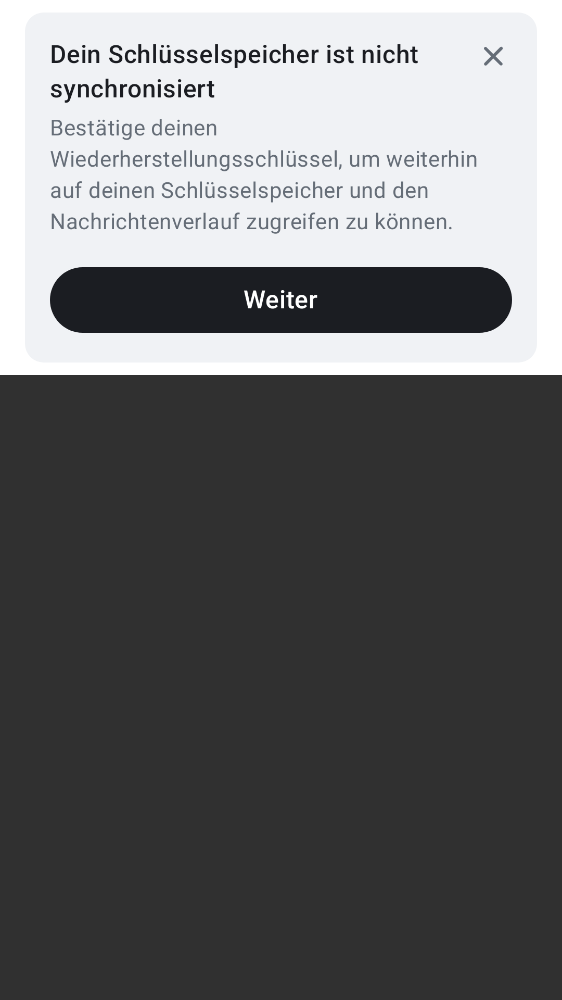 Dein Schlüsselspeicher ist nicht
synchronisiert
Bestätige deinen
Wiederherstellungsschlüssel, um weiterhin
auf deinen Schlüsselspeicher und den
Nachrichtenverlauf zugreifen zu können.
Weiter